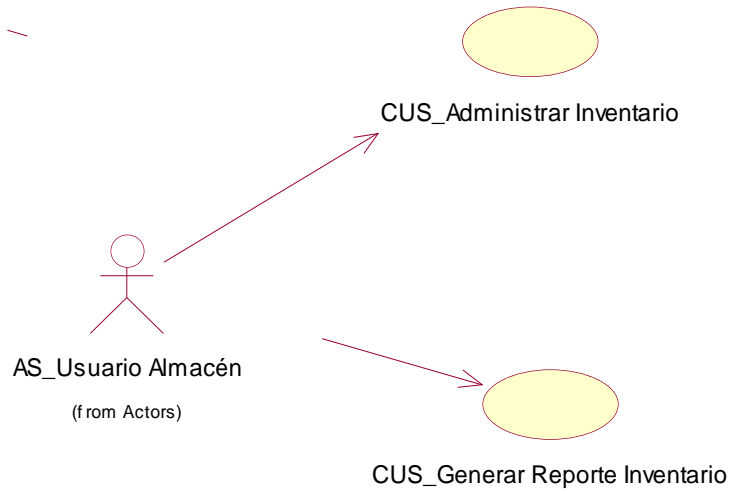 CUS_Administrar Inventario
AS_Usuario Almacén
(from Actors)
CUS_Generar Reporte Inventario